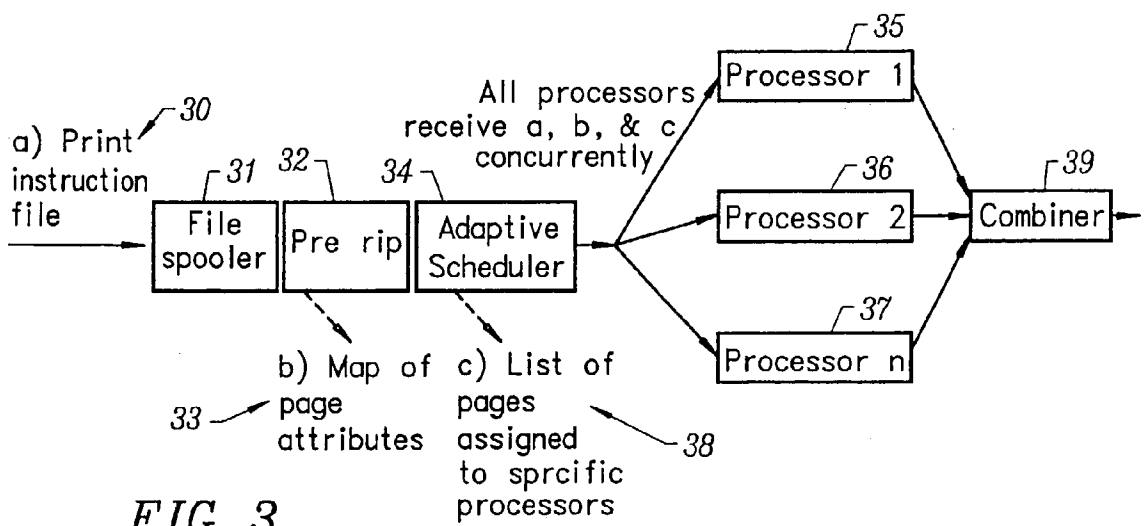 35
Processor 1
All processors
receive a, b, & c
concurrently
30
a) Print
instruction
file
31
File
spooler
32
Pre rip
34
Adaptive
Scheduler
36
Processor 2
39
Combiner
37
Processor n
b) Map of
page
attributes
33
c) List of
pages
assigned
to sprcific
processors
38
FIG. 3